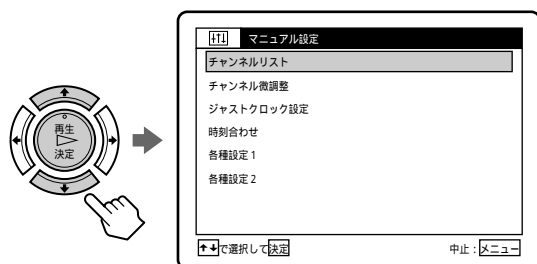 マニュアル設定
チャンネルリスト
チャンネル微調整
ジャストクロック設定
時刻合わせ
各種設定1
各種設定2
再生
決定
で選択して決定
中止:メニュー